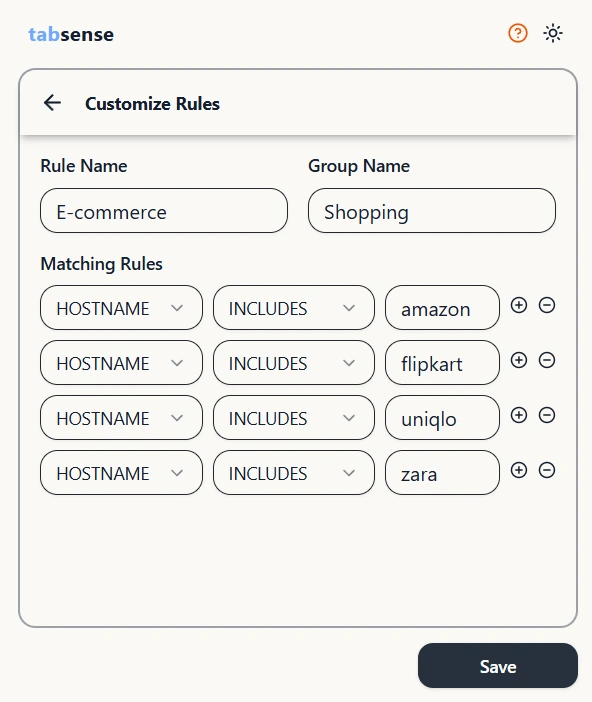 tabsense
Customize Rules
Rule Name Group Name
E-commerce Shopping
Matching Rules
HOSTNAME INCLUDES amazon
HOSTNAME INCLUDES flipkart
HOSTNAME INCLUDES uniqlo
HOSTNAME INCLUDES zara
Save